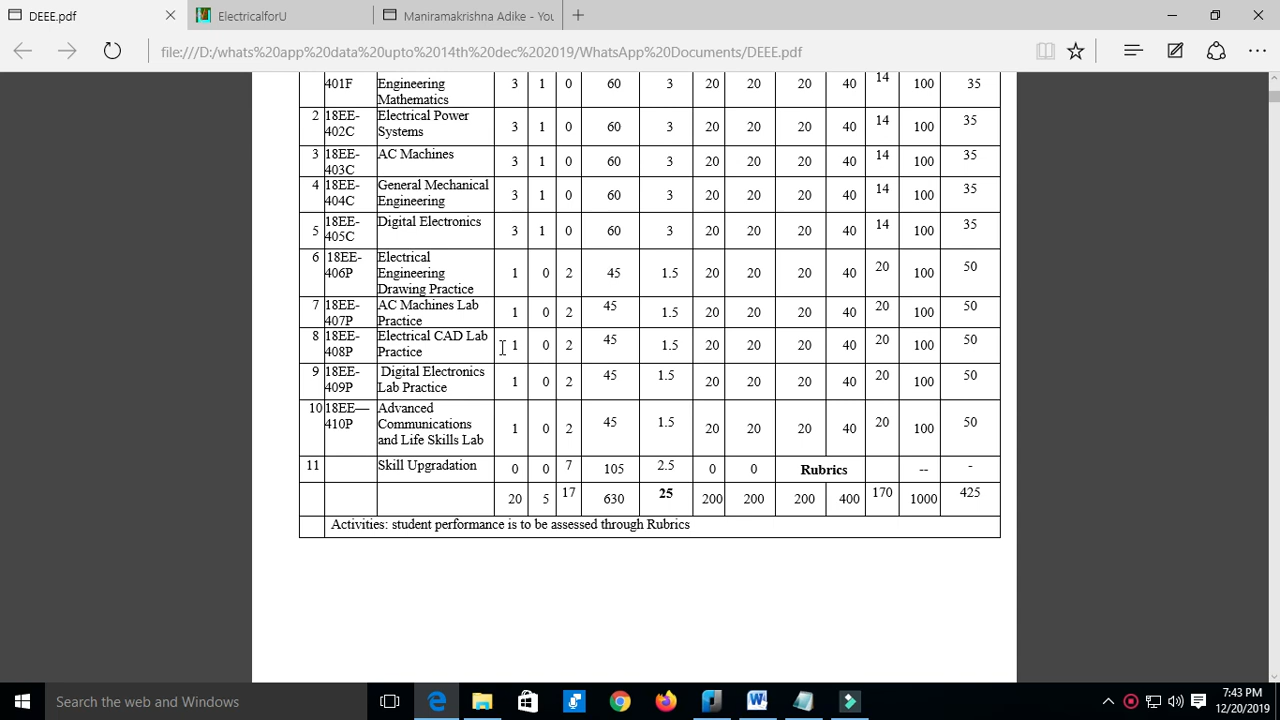 DEEE.pdf
ElectricalforU
Maniramakrishna Adike - You
file:///D:/whats%20app%20data%20upto%2014th%20dec%202019/WhatsApp%20Documents/DEEE.pdf
401F Engineering Mathematics 3 1 0 60 3 20 20 20 40 14 100 35
2 18EE-402C Electrical Power Systems 3 1 0 60 3 20 20 20 40 14 100 35
3 18EE-403C AC Machines 3 1 0 60 3 20 20 20 40 14 100 35
4 18EE-404C General Mechanical Engineering 3 1 0 60 3 20 20 20 40 14 100 35
5 18EE-405C Digital Electronics 3 1 0 60 3 20 20 20 40 14 100 35
6 18EE-406P Electrical Engineering Drawing Practice 1 0 2 45 1.5 20 20 20 40 20 100 50
7 18EE-407P AC Machines Lab Practice 1 0 2 45 1.5 20 20 20 40 20 100 50
8 18EE-408P Electrical CAD Lab Practice 1 0 2 45 1.5 20 20 20 40 20 100 50
9 18EE-409P Digital Electronics Lab Practice 1 0 2 45 1.5 20 20 20 40 20 100 50
10 18EE—410P Advanced Communications and Life Skills Lab 1 0 2 45 1.5 20 20 20 40 20 100 50
11 Skill Upgradation 0 0 7 105 2.5 0 0 Rubrics -- -
20 5 17 630 25 200 200 200 400 170 1000 425
Activities: student performance is to be assessed through Rubrics
Search the web and Windows
7:43 PM
12/20/2019